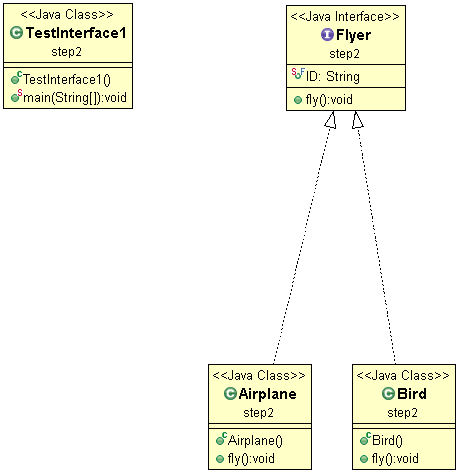 <<Java Class>>
TestInterface1
step2
TestInterface1()
main(String[]):void
<<Java Interface>>
Flyer
step2
ID: String
fly():void
<<Java Class>>
Airplane
step2
Airplane()
fly():void
<<Java Class>>
Bird
step2
Bird()
fly():void